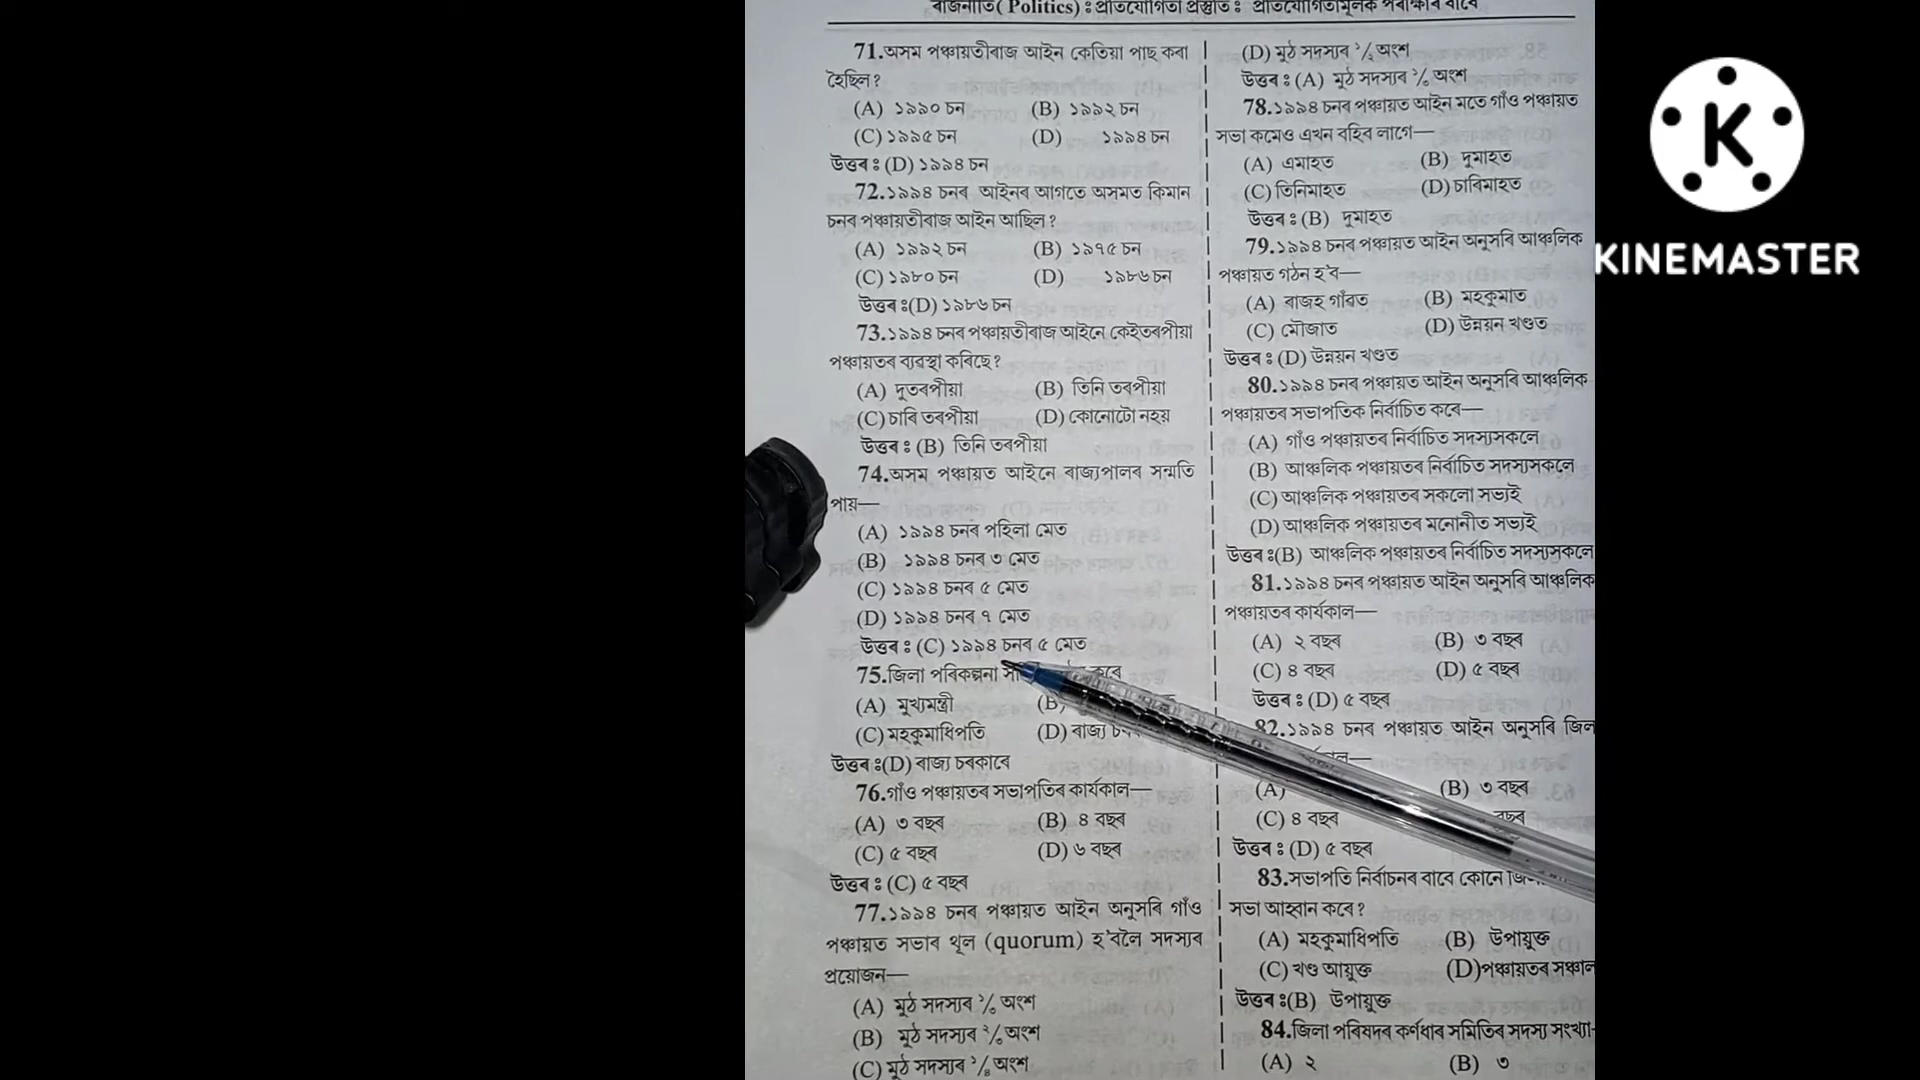 ৰাজনীতি( Politics) : প্ৰতিযোগিতা প্ৰস্তুতি : প্ৰতিযোগিতামূলক পৰীক্ষাৰ বাবে
71.অসম পঞ্চায়তীৰাজ আইন কেতিয়া পাছ কৰা
হৈছিল?
(A) ১৯৯০ চন (B) ১৯৯২ চন
(C) ১৯৯৫ চন (D) ১৯৯৪ চন
উত্তৰ : (D) ১৯৯৪ চন
72.১৯৯৪ চনৰ আইনৰ আগতে অসমত কিমান
চনৰ পঞ্চায়তীৰাজ আইন আছিল?
(A) ১৯৯২ চন (B) ১৯৭৫ চন
(C) ১৯৮০ চন (D) ১৯৮৬ চন
উত্তৰ :(D) ১৯৮৬ চন
73.১৯৯৪ চনৰ পঞ্চায়তীৰাজ আইনে কেইতৰপীয়া
পঞ্চায়তৰ ব্যৱস্থা কৰিছে?
(A) দুতৰপীয়া (B) তিনি তৰপীয়া
(C) চাৰি তৰপীয়া (D) কোনোটো নহয়
উত্তৰ : (B) তিনি তৰপীয়া
74.অসম পঞ্চায়ত আইনে ৰাজ্যপালৰ সন্মতি
পায়—
(A) ১৯৯৪ চনৰ পহিলা মেত
(B) ১৯৯৪ চনৰ ৩ মেত
(C) ১৯৯৪ চনৰ ৫ মেত
(D) ১৯৯৪ চনৰ ৭ মেত
উত্তৰ : (C) ১৯৯৪ চনৰ ৫ মেত
75.জিলা পৰিকল্পনা কৰে
(A) মুখ্যমন্ত্ৰী (B)
(C) মহকুমাধিপতি (D) ৰাজ্য
উত্তৰ :(D) ৰাজ্য চৰকাৰে
76.গাঁও পঞ্চায়তৰ সভাপতিৰ কাৰ্যকাল—
(A) ৩ বছৰ (B) ৪ বছৰ
(C) ৫ বছৰ (D) ৬ বছৰ
উত্তৰ : (C) ৫ বছৰ
77.১৯৯৪ চনৰ পঞ্চায়ত আইন অনুসৰি গাঁও
পঞ্চায়ত সভাৰ থূল (quorum) হ'বলৈ সদস্যৰ
প্ৰয়োজন—
(A) মুঠ সদস্যৰ অংশ
(B) মুঠ সদস্যৰ অংশ
(C) মুঠ সদস্যৰ অংশ
(D) মুঠ সদস্যৰ অংশ
উত্তৰ : (A) মুঠ সদস্যৰ অংশ
78.১৯৯৪ চনৰ পঞ্চায়ত আইন মতে গাঁও পঞ্চায়ত
সভা কমেও এখন বহিব লাগে—
(A) এমাহত (B) দুমাহত
(C) তিনিমাহত (D) চাৰিমাহত
উত্তৰ : (B) দুমাহত
79.১৯৯৪ চনৰ পঞ্চায়ত আইন অনুসৰি আঞ্চলিক
পঞ্চায়ত গঠন হ'ব—
(A) ৰাজহ গাঁৱত (B) মহকুমাত
(C) মৌজাত (D) উন্নয়ন খণ্ডত
উত্তৰ : (D) উন্নয়ন খণ্ডত
80.১৯৯৪ চনৰ পঞ্চায়ত আইন অনুসৰি আঞ্চলিক
পঞ্চায়তৰ সভাপতিক নিৰ্বাচিত কৰে—
(A) গাঁও পঞ্চায়তৰ নিৰ্বাচিত সদস্যসকলে
(B) আঞ্চলিক পঞ্চায়তৰ নিৰ্বাচিত সদস্যসকলে
(C) আঞ্চলিক পঞ্চায়তৰ সকলো সভ্যই
(D) আঞ্চলিক পঞ্চায়তৰ মনোনীত সভ্যই
উত্তৰ :(B) আঞ্চলিক পঞ্চায়তৰ নিৰ্বাচিত সদস্যসকলে
81.১৯৯৪ চনৰ পঞ্চায়ত আইন অনুসৰি আঞ্চলিক
পঞ্চায়তৰ কাৰ্যকাল—
(A) ২ বছৰ (B) ৩ বছৰ
(C) ৪ বছৰ (D) ৫ বছৰ
উত্তৰ : (D) ৫ বছৰ
82.১৯৯৪ চনৰ পঞ্চায়ত আইন অনুসৰি
(A) (B) ৩ বছৰ
(C) ৪ বছৰ বছৰ
উত্তৰ : (D) ৫ বছৰ
83.সভাপতি নিৰ্বাচনৰ বাবে কোনে
সভা আহ্বান কৰে?
(A) মহকুমাধিপতি (B) উপায়ুক্ত
(C) খণ্ড আয়ুক্ত (D)পঞ্চায়তৰ
উত্তৰ :(B) উপায়ুক্ত
84.জিলা পৰিষদৰ কৰ্ণধাৰ সমিতিৰ সদস্য সংখ্যা
(A) ২ (B) ৩
K
KINEMASTER